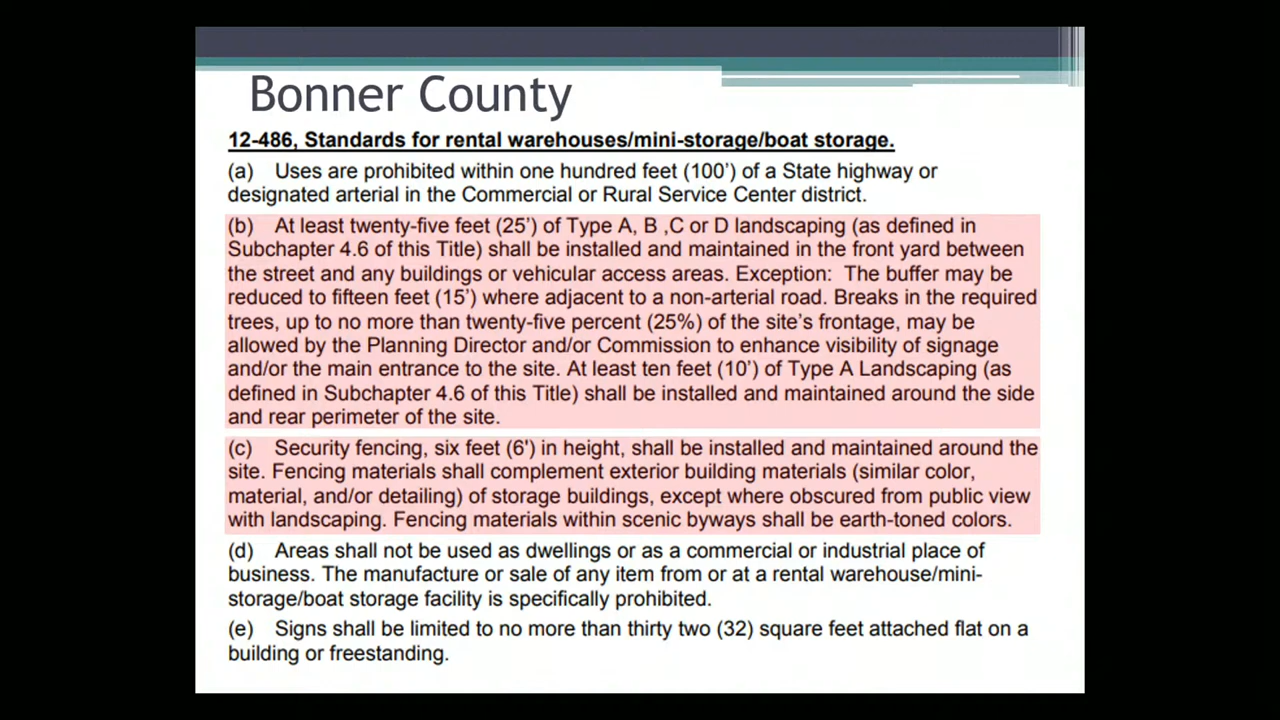 Bonner County
12-486, Standards for rental warehouses/mini-storage/boat storage.
(a) Uses are prohibited within one hundred feet (100’) of a State highway or
designated arterial in the Commercial or Rural Service Center district.
(b) At least twenty-five feet (25’) of Type A, B ,C or D landscaping (as defined in
Subchapter 4.6 of this Title) shall be installed and maintained in the front yard between
the street and any buildings or vehicular access areas. Exception: The buffer may be
reduced to fifteen feet (15’) where adjacent to a non-arterial road. Breaks in the required
trees, up to no more than twenty-five percent (25%) of the site’s frontage, may be
allowed by the Planning Director and/or Commission to enhance visibility of signage
and/or the main entrance to the site. At least ten feet (10’) of Type A Landscaping (as
defined in Subchapter 4.6 of this Title) shall be installed and maintained around the side
and rear perimeter of the site.
(c) Security fencing, six feet (6') in height, shall be installed and maintained around the
site. Fencing materials shall complement exterior building materials (similar color,
material, and/or detailing) of storage buildings, except where obscured from public view
with landscaping. Fencing materials within scenic byways shall be earth-toned colors.
(d) Areas shall not be used as dwellings or as a commercial or industrial place of
business. The manufacture or sale of any item from or at a rental warehouse/mini-
storage/boat storage facility is specifically prohibited.
(e) Signs shall be limited to no more than thirty two (32) square feet attached flat on a
building or freestanding.